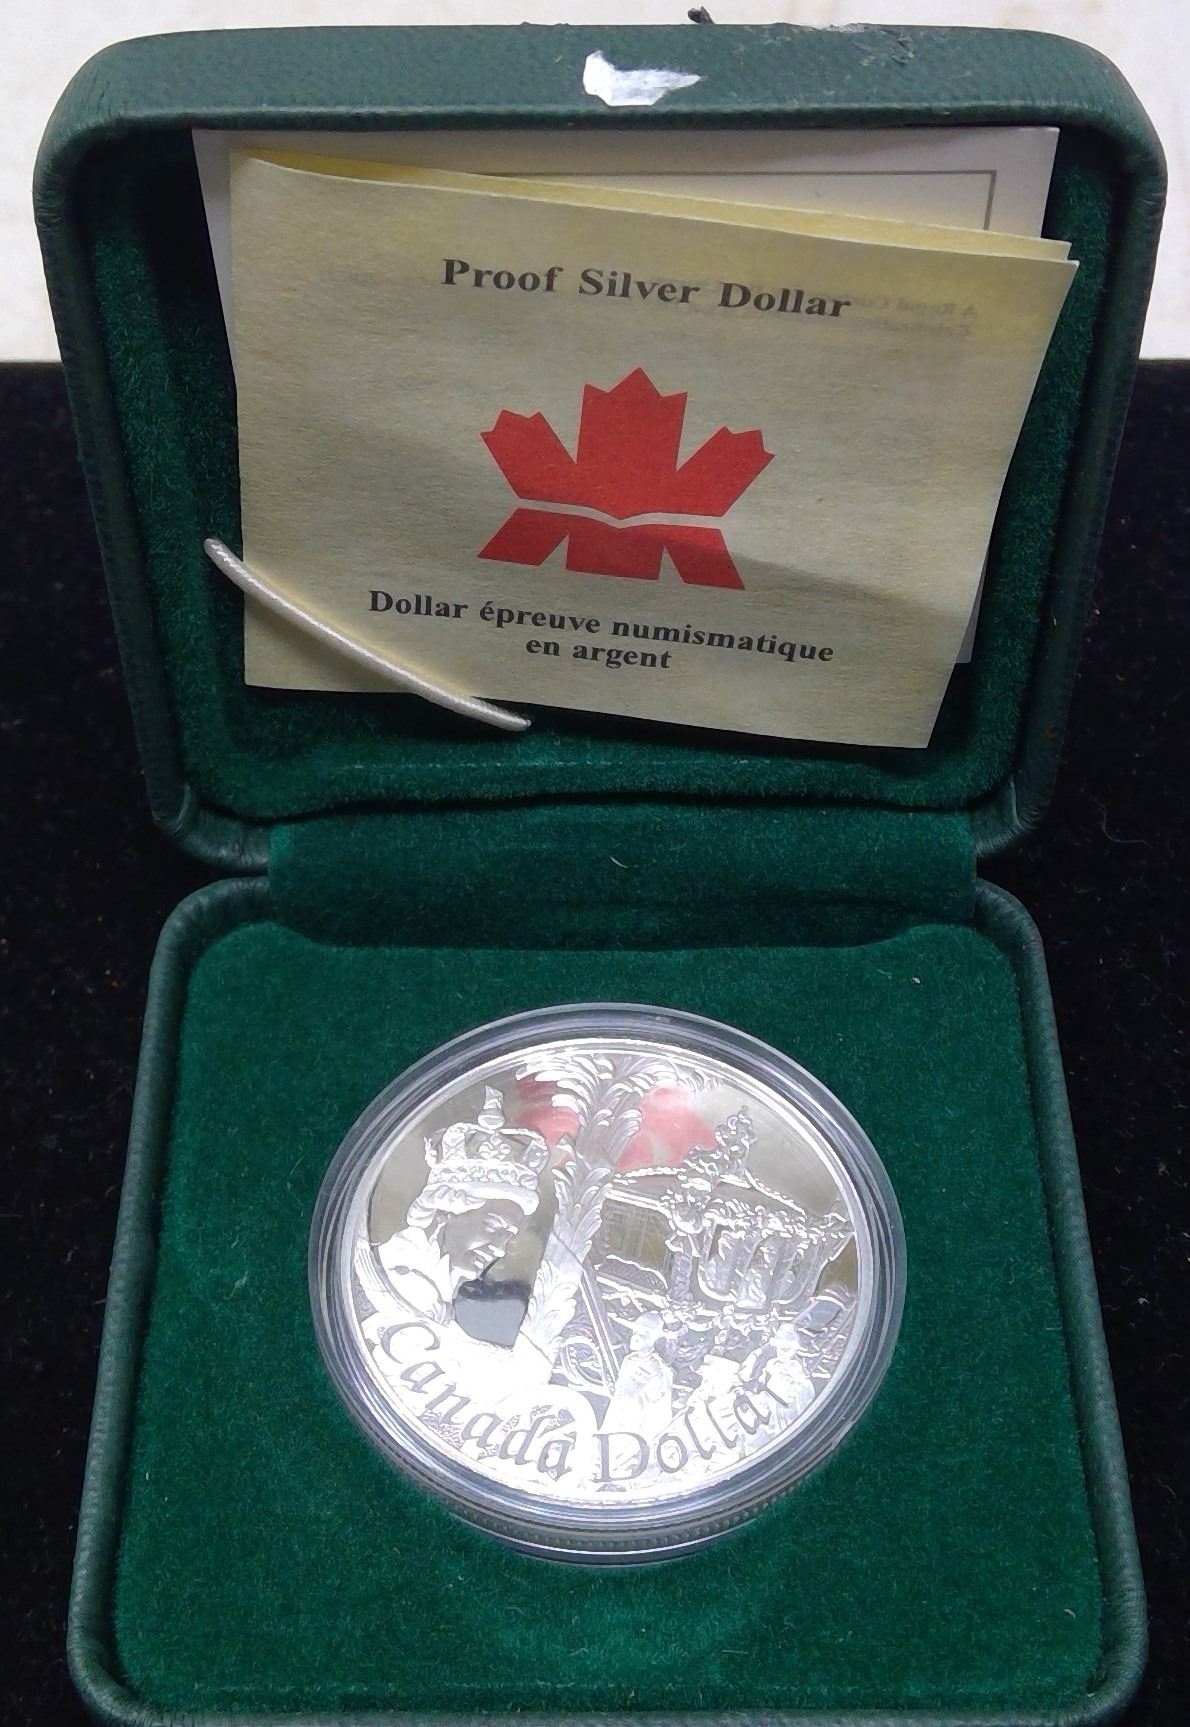 Proof Silver Dollar
Dollar épreuve numismatique
en argent
Canada Dollar